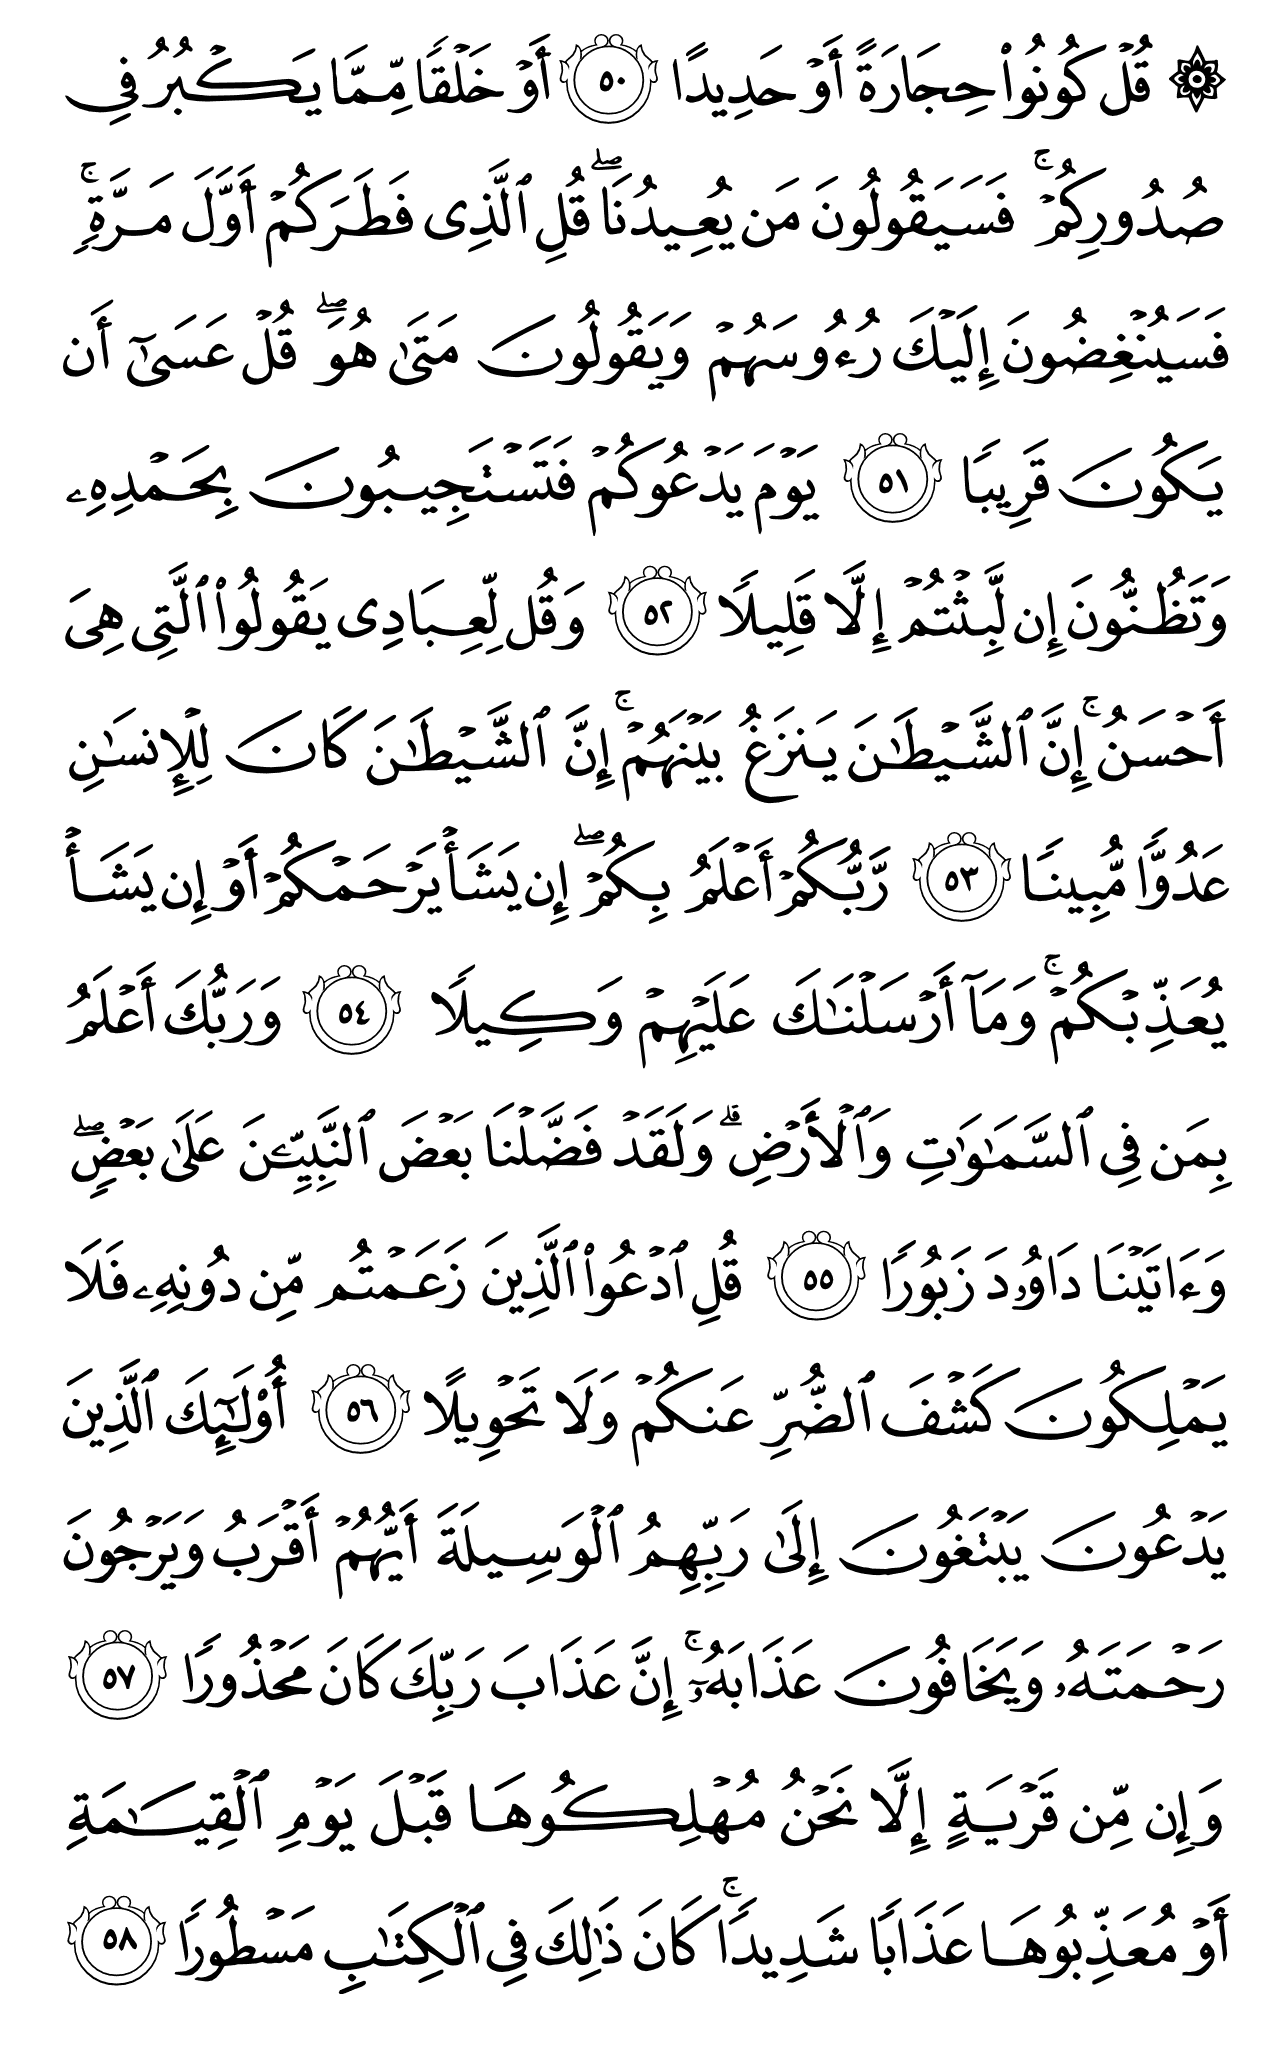 ۞ قُلۡ كُونُواْ حِجَارَةً أَوۡ حَدِيدًا ٥٠ أَوۡ خَلۡقٗا مِّمَّا يَكۡبُرُ فِي
صُدُورِكُمۡۚ فَسَيَقُولُونَ مَن يُعِيدُنَاۖ قُلِ ٱلَّذِي فَطَرَكُمۡ أَوَّلَ مَرَّةٖۚ
فَسَيُنۡغِضُونَ إِلَيۡكَ رُءُوسَهُمۡ وَيَقُولُونَ مَتَىٰ هُوَۖ قُلۡ عَسَىٰٓ أَن
يَكُونَ قَرِيبٗا ٥١ يَوۡمَ يَدۡعُوكُمۡ فَتَسۡتَجِيبُونَ بِحَمۡدِهِۦ
وَتَظُنُّونَ إِن لَّبِثۡتُمۡ إِلَّا قَلِيلٗا ٥٢ وَقُل لِّعِبَادِي يَقُولُواْ ٱلَّتِي هِيَ
أَحۡسَنُۚ إِنَّ ٱلشَّيۡطَٰنَ يَنزَغُ بَيۡنَهُمۡۚ إِنَّ ٱلشَّيۡطَٰنَ كَانَ لِلۡإِنسَٰنِ
عَدُوّٗا مُّبِينٗا ٥٣ رَّبُّكُمۡ أَعۡلَمُ بِكُمۡۖ إِن يَشَأۡ يَرۡحَمۡكُمۡ أَوۡ إِن يَشَأۡ
يُعَذِّبۡكُمۡۚ وَمَآ أَرۡسَلۡنَٰكَ عَلَيۡهِمۡ وَكِيلٗا ٥٤ وَرَبُّكَ أَعۡلَمُ
بِمَن فِي ٱلسَّمَٰوَٰتِ وَٱلۡأَرۡضِۗ وَلَقَدۡ فَضَّلۡنَا بَعۡضَ ٱلنَّبِيِّـۧنَ عَلَىٰ بَعۡضٖۖ
وَءَاتَيۡنَا دَاوُۥدَ زَبُورٗا ٥٥ قُلِ ٱدۡعُواْ ٱلَّذِينَ زَعَمۡتُم مِّن دُونِهِۦ فَلَا
يَمۡلِكُونَ كَشۡفَ ٱلضُّرِّ عَنكُمۡ وَلَا تَحۡوِيلًا ٥٦ أُوْلَٰٓئِكَ ٱلَّذِينَ
يَدۡعُونَ يَبۡتَغُونَ إِلَىٰ رَبِّهِمُ ٱلۡوَسِيلَةَ أَيُّهُمۡ أَقۡرَبُ وَيَرۡجُونَ
رَحۡمَتَهُۥ وَيَخَافُونَ عَذَابَهُۥٓۚ إِنَّ عَذَابَ رَبِّكَ كَانَ مَحۡذُورٗا ٥٧
وَإِن مِّن قَرۡيَةٍ إِلَّا نَحۡنُ مُهۡلِكُوهَا قَبۡلَ يَوۡمِ ٱلۡقِيَٰمَةِ
أَوۡ مُعَذِّبُوهَا عَذَابٗا شَدِيدٗاۚ كَانَ ذَٰلِكَ فِي ٱلۡكِتَٰبِ مَسۡطُورٗا ٥٨